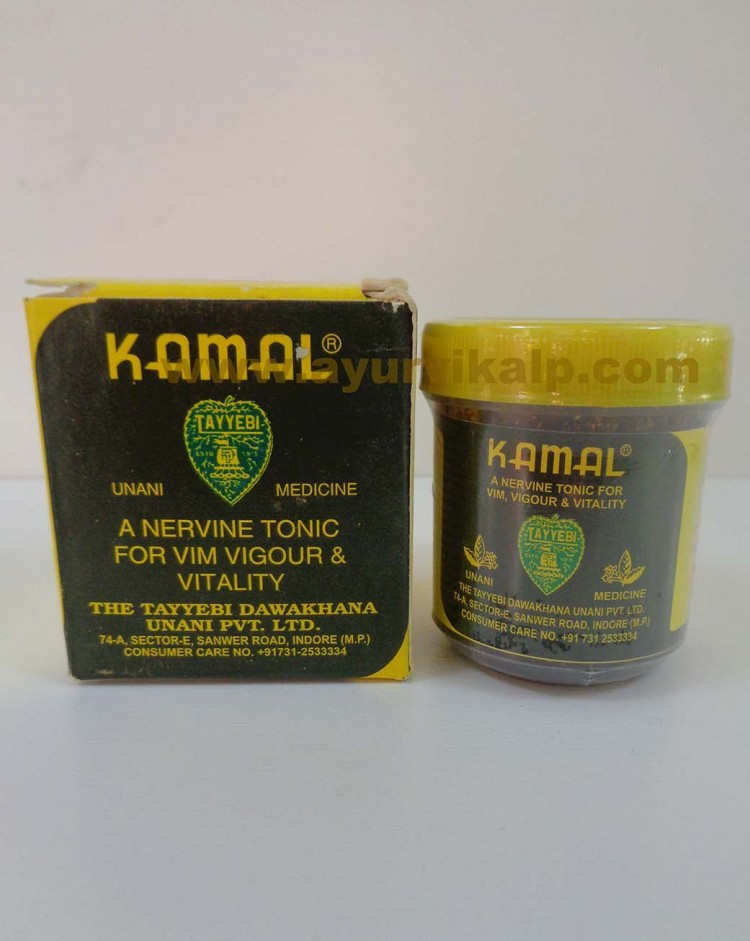 KAMAL®
www.ayurvikalp.com
TAYYEBI
UNANI MEDICINE
A NERVINE TONIC
FOR VIM VIGOUR &
VITALITY
THE TAYYEBI DAWAKHANA
UNANI PVT. LTD.
74-A, SECTOR-E, SANWER ROAD, INDORE (M.P.)
CONSUMER CARE NO. +91731-2533334
KAMAL®
A NERVINE TONIC FOR
VIM, VIGOUR & VITALITY
TAYYEBI
UNANI MEDICINE
THE TAYYEBI DAWAKHANA UNANI PVT. LTD.
74-A, SECTOR-E, SANWER ROAD, INDORE (M.P.)
CONSUMER CARE NO. +91 731 2533334